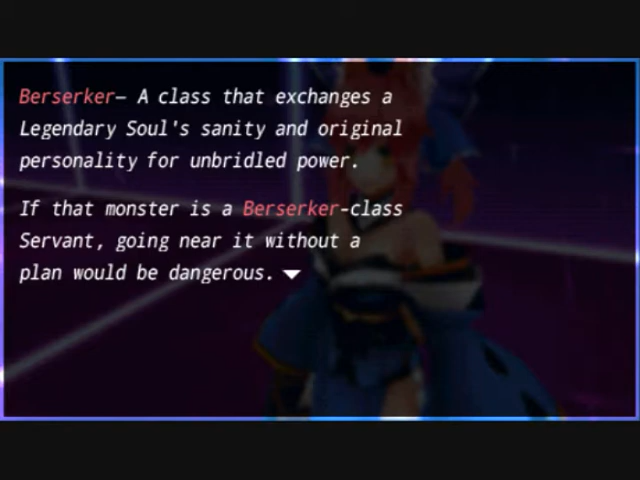 Berserker— A class that exchanges a
Legendary Soul's sanity and original
personality for unbridled power.
If that monster is a Berserker-class
Servant, going near it without a
plan would be dangerous.